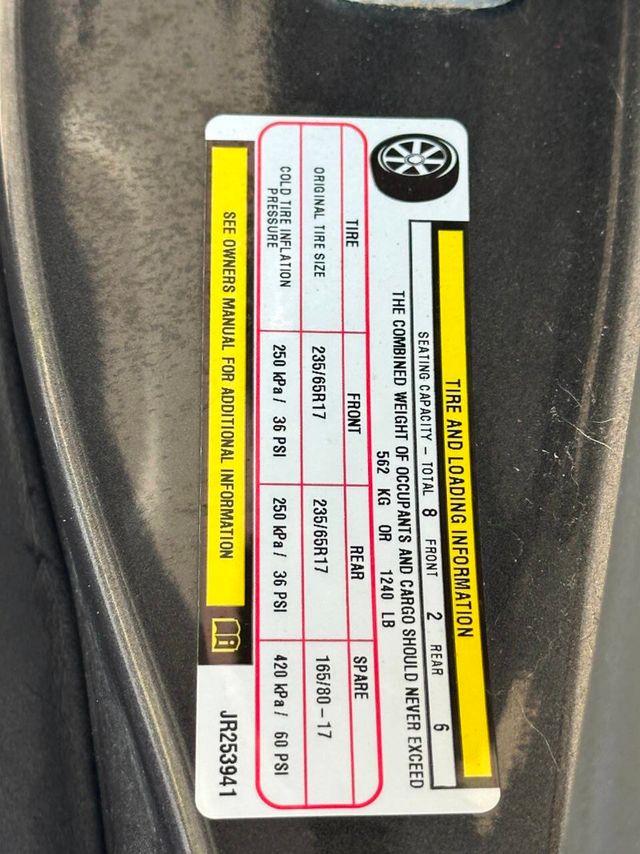 TIRE AND LOADING INFORMATION
SEATING CAPACITY – TOTAL 8 FRONT 2 REAR 6
THE COMBINED WEIGHT OF OCCUPANTS AND CARGO SHOULD NEVER EXCEED
562 KG OR 1240 LB
TIRE FRONT REAR SPARE
ORIGINAL TIRE SIZE 235/65R17 235/65R17 165/80–17
COLD TIRE INFLATION
PRESSURE 250 kPa / 36 PSI 250 kPa / 36 PSI 420 kPa / 60 PSI
SEE OWNERS MANUAL FOR ADDITIONAL INFORMATION
JR253941